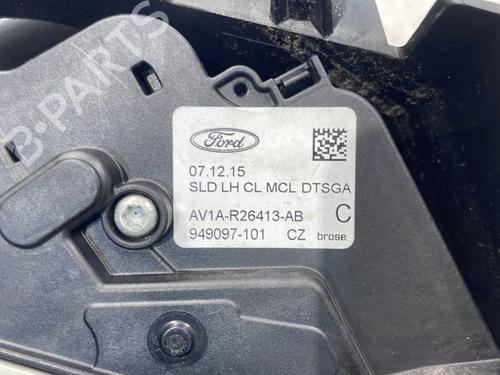 B-PARTS
Ford
07.12.15
SLD LH CL MCL DTSGA
AV1A-R26413-AB C
949097-101 CZ brose